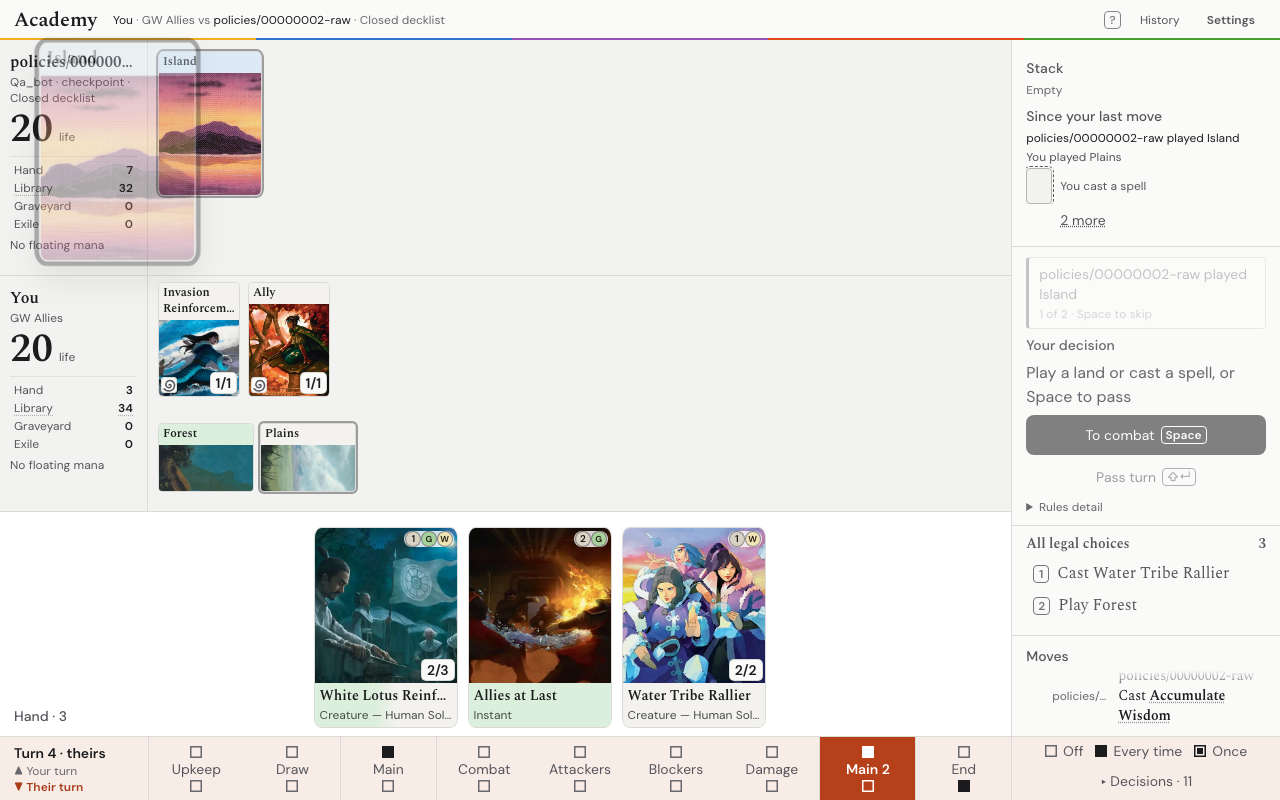 Academy
You · GW Allies vs policies/00000002-raw · Closed decklist
?
History
Settings
policies/000000...
Qa_bot · checkpoint ·
Closed decklist
20 life
Hand 7
Library 32
Graveyard 0
Exile 0
No floating mana
Island
Island
You
GW Allies
20 life
Hand 3
Library 34
Graveyard 0
Exile 0
No floating mana
Invasion
Reinforcem...
1/1
Ally
1/1
Forest
Plains
Hand · 3
1 G W
2/3
White Lotus Reinf...
Creature — Human Sol...
2 G
Allies at Last
Instant
1 W
2/2
Water Tribe Rallier
Creature — Human Sol...
Stack
Empty
Since your last move
policies/00000002-raw played Island
You played Plains
You cast a spell
2 more
policies/00000002-raw played
Island
1 of 2 · Space to skip
Your decision
Play a land or cast a spell, or
Space to pass
To combat Space
Pass turn
Rules detail
All legal choices 3
1 Cast Water Tribe Rallier
2 Play Forest
Moves
policies/00000002-raw
policies/... Cast Accumulate
Wisdom
Turn 4 · theirs
Your turn
Their turn
Upkeep
Draw
Main
Combat
Attackers
Blockers
Damage
Main 2
End
Off
Every time
Once
Decisions · 11